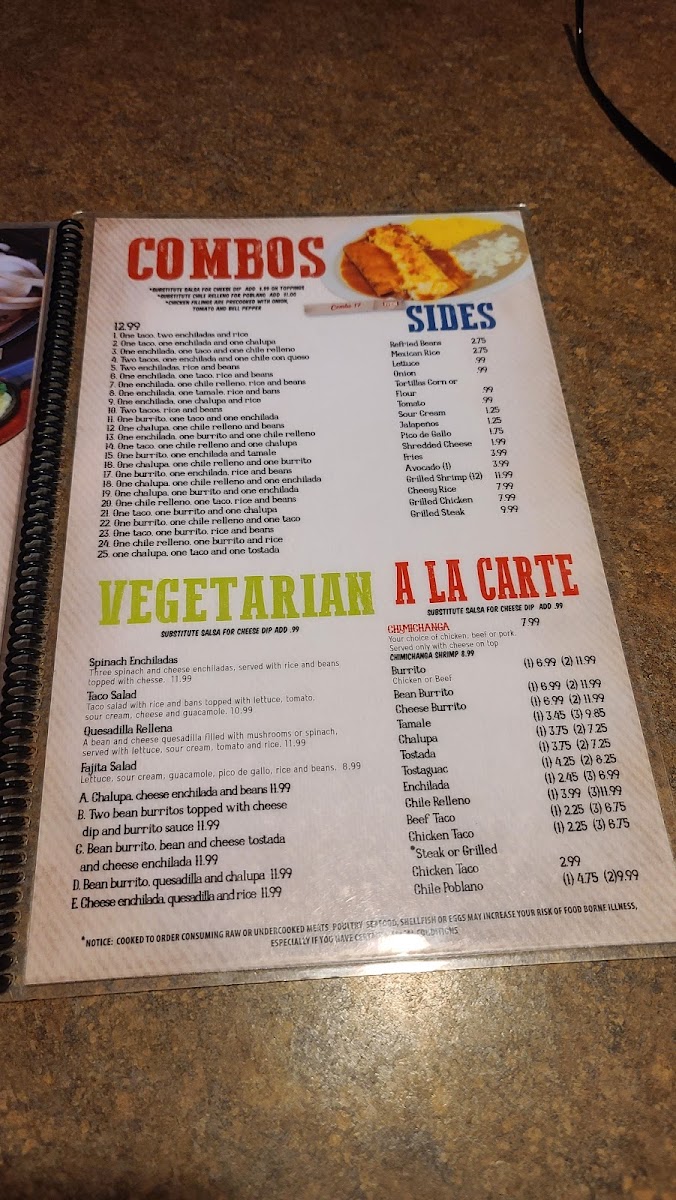 COMBOS
*SUBSTITUTE SALSA FOR CHEESE DIP ADD 1.99 ON TOPPINGS
*SUBSTITUTE CHILE RELLENO FOR POBLANO ADD $1.00
*CHICKEN FILLINGS ARE PRECOOKED WITH ONION,
TOMATO AND BELL PEPPER
Combo 17
12.99
1. One taco, two enchiladas and rice
2. One taco, one enchilada and one chalupa
3. One enchilada, one taco and one chile relleno
4. Two tacos, one enchilada and one chile con queso
5. Two enchiladas, rice and beans
6. One enchilada, one taco, rice and beans
7. One enchilada, one chile relleno, rice and beans
8. One enchilada, one tamale, rice and bans
9. One enchilada, one chalupa and rice
10. Two tacos, rice and beans
11. One burrito, one taco and one enchilada
12. One chalupa, one chile relleno and beans
13. One enchilada, one burrito and one chile relleno
14. One taco, one chile relleno and one chalupa
15. One burrito, one enchilada and tamale
16. One chalupa, one chile relleno and one burrito
17. One burrito, one enchilada, rice and beans
18. One chalupa, one chile relleno and one enchilada
19. One chalupa, one burrito and one enchilada
20. One chile relleno, one taco, rice and beans
21. One taco, one burrito and one chalupa
22. One burrito, one chile relleno and one taco
23. One taco, one burrito, rice and beans
24. One chile relleno, one burrito and rice
25. one chalupa, one taco and one tostada
SIDES
Refried Beans 2.75
Mexican Rice 2.75
Lettuce .99
Onion .99
Tortillas Corn or
Flour .99
Tomato .99
Sour Cream 1.25
Jalapenos 1.25
Pico de Gallo 1.75
Shredded Cheese 1.99
Fries 3.99
Avocado (1) 3.99
Grilled Shrimp (12) 11.99
Cheesy Rice 7.99
Grilled Chicken 7.99
Grilled Steak 9.99
VEGETARIAN
SUBSTITUTE SALSA FOR CHEESE DIP ADD .99
Spinach Enchiladas
Three spinach and cheese enchiladas, served with rice and beans
topped with chesse. 11.99
Taco Salad
Taco salad with rice and bans topped with lettuce, tomato,
sour cream, cheese and guacamole. 10.99
Quesadilla Rellena
A bean and cheese quesadilla filled with mushrooms or spinach,
served with lettuce, sour cream, tomato and rice. 11.99
Fajita Salad
Lettuce, sour cream, guacamole, pico de gallo, rice and beans. 8.99
A. Chalupa, cheese enchilada and beans 11.99
B. Two bean burritos topped with cheese
dip and burrito sauce 11.99
C. Bean burrito, bean and cheese tostada
and cheese enchilada 11.99
D. Bean burrito, quesadilla and chalupa 11.99
E. Cheese enchilada, quesadilla and rice 11.99
A LA CARTE
SUBSTITUTE SALSA FOR CHEESE DIP ADD .99
CHIMICHANGA 7.99
Your choice of chicken, beef or pork.
Served only with cheese on top
CHIMICHANGA SHRIMP 8.99
Burrito (1) 6.99 (2) 11.99
Chicken or Beef
Bean Burrito (1) 6.99 (2) 11.99
Cheese Burrito (1) 6.99 (2) 11.99
Tamale (1) 3.45 (3) 9.85
Chalupa (1) 3.75 (2) 7.25
Tostada (1) 3.75 (2) 7.25
Tostaguac (1) 4.25 (2) 8.25
Enchilada (1) 2.45 (3) 6.99
Chile Relleno (1) 3.99 (3)11.99
Beef Taco (1) 2.25 (3) 6.75
Chicken Taco (1) 2.25 (3) 6.75
*Steak or Grilled
Chicken Taco 2.99
Chile Poblano (1) 4.75 (2)9.99
*NOTICE: COOKED TO ORDER CONSUMING RAW OR UNDERCOOKED MEATS POULTRY SEAFOOD, SHELLFISH OR EGGS MAY INCREASE YOUR RISK OF FOOD BORNE ILLNESS,
ESPECIALLY IF YOU HAVE CONDITIONS